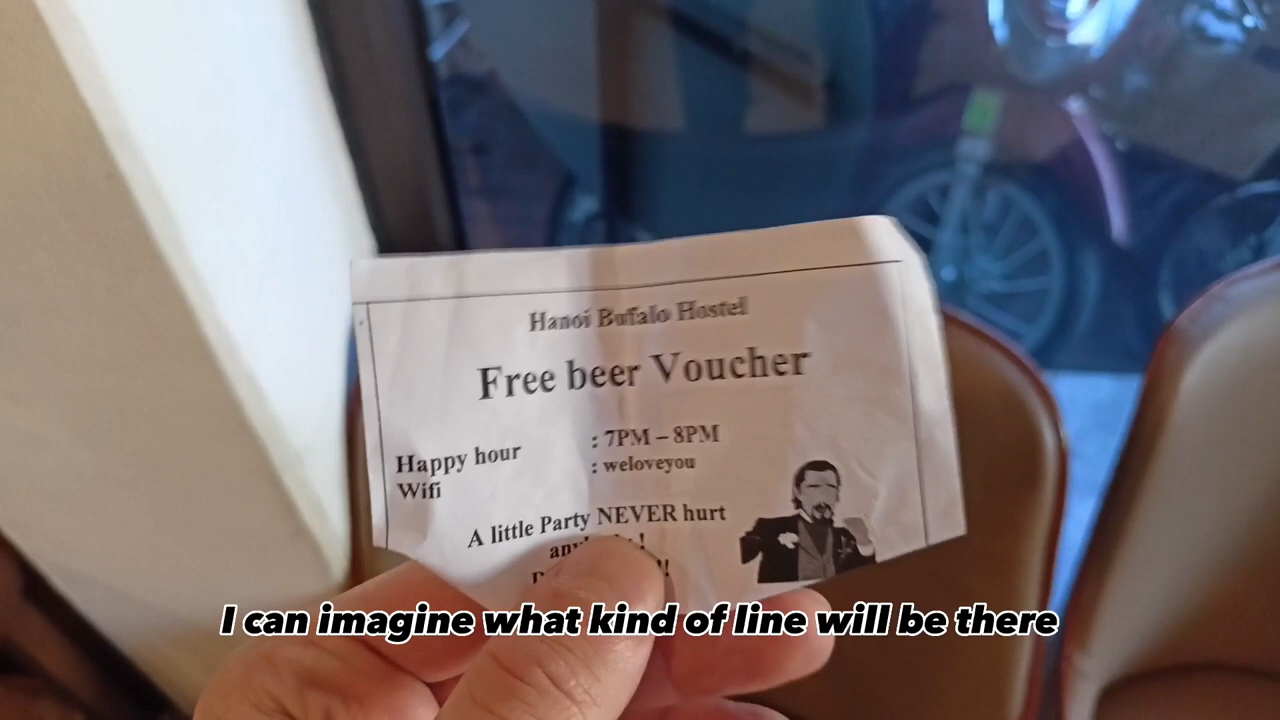 Hanoi Buffalo Hostel
Free beer Voucher
Happy hour : 7PM – 8PM
Wifi : weloveyou
A little Party NEVER hurt
!
!!
I can imagine what kind of line will be there